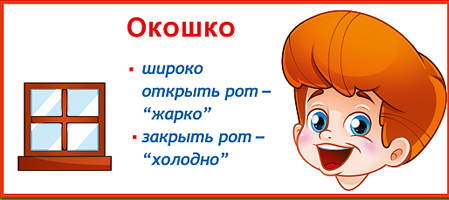 Окошко
▪ широко
открыть рот –
“жарко”
▪ закрыть рот –
“холодно”